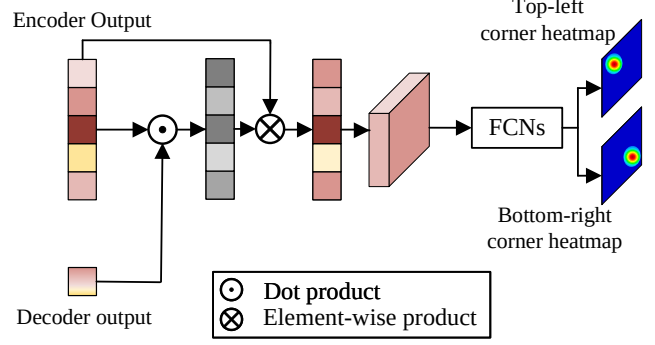 Encoder Output
Top-left
corner heatmap
FCNs
Bottom-right
corner heatmap
Decoder output
Dot product
Element-wise product